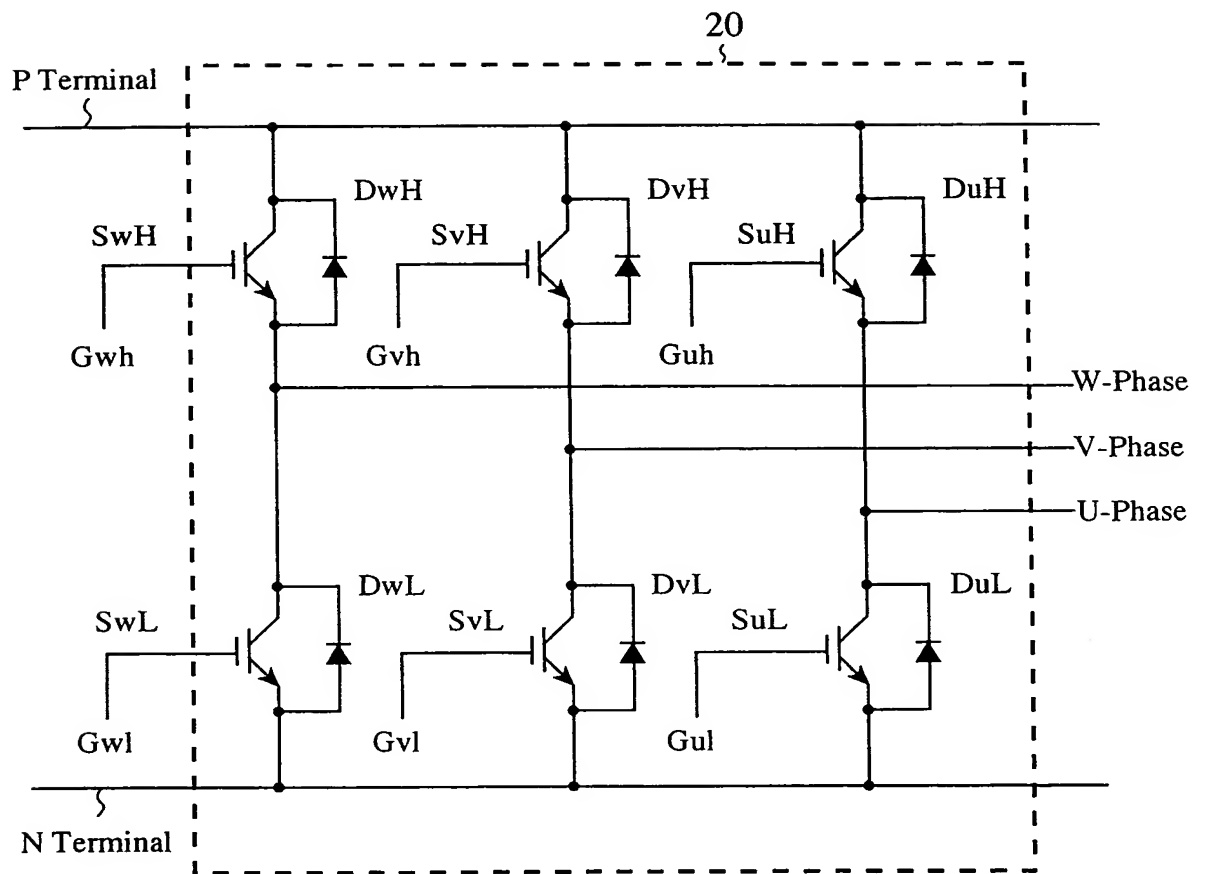 20
P Terminal
DwH
DvH
DuH
SwH
SvH
SuH
Gwh
Gvh
Guh
W-Phase
V-Phase
U-Phase
DwL
DvL
DuL
SwL
SvL
SuL
Gwl
Gvl
Gul
N Terminal